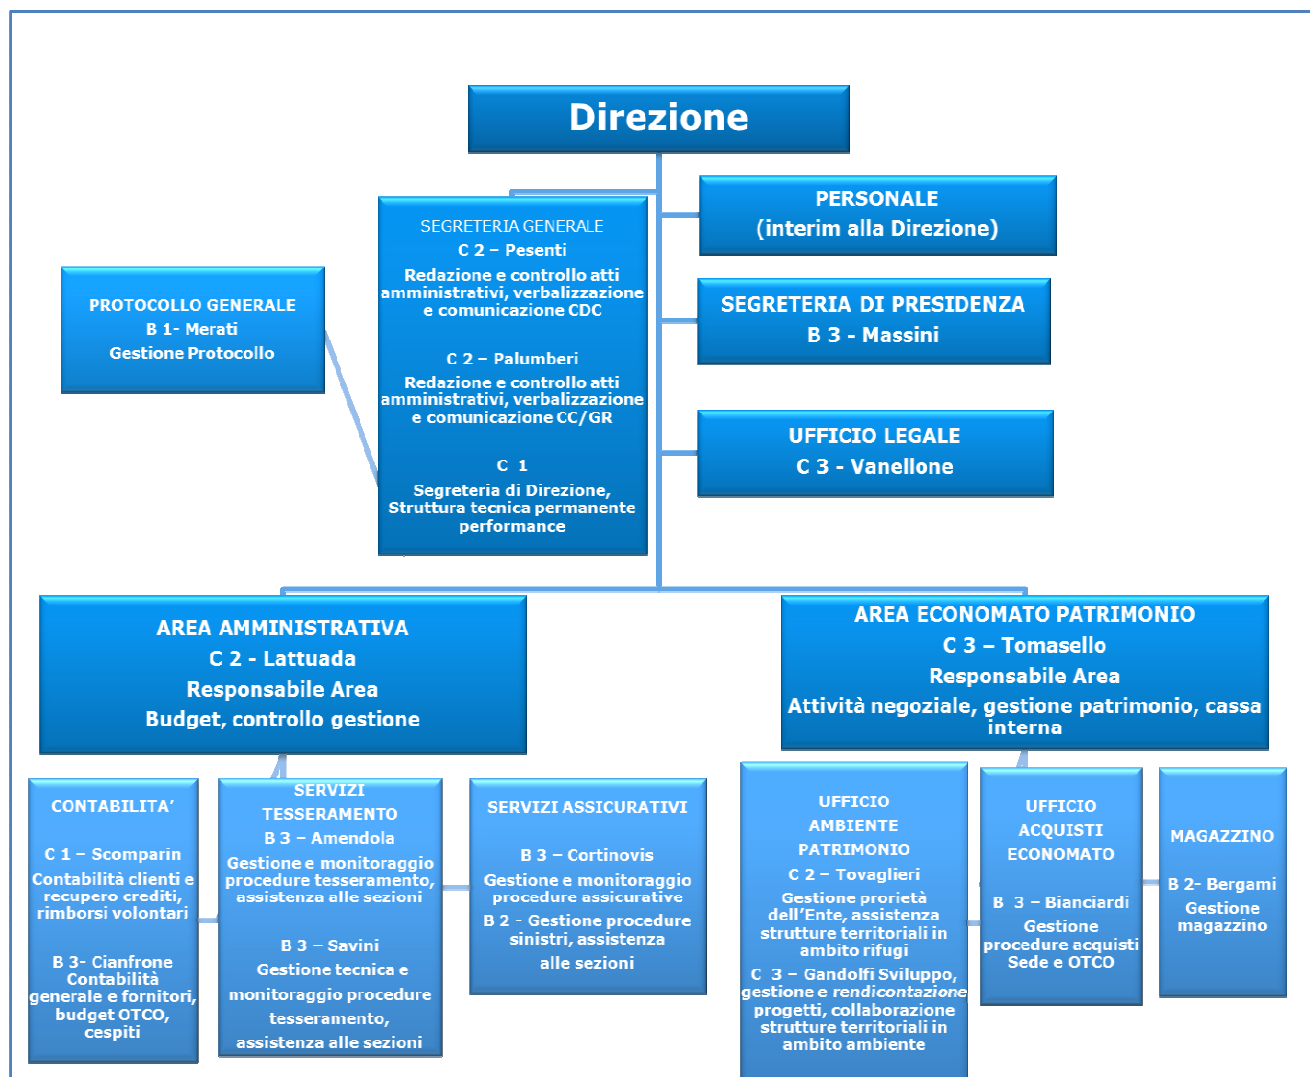 Direzione
PERSONALE
(interim alla Direzione)
SEGRETERIA GENERALE
C 2 – Pesenti
Redazione e controllo atti
amministrativi, verbalizzazione
e comunicazione CDC
C 2 – Palumberi
Redazione e controllo atti
amministrativi, verbalizzazione
e comunicazione CC/GR
C 1
Segreteria di Direzione,
Struttura tecnica permanente
performance
PROTOCOLLO GENERALE
B 1- Merati
Gestione Protocollo
SEGRETERIA DI PRESIDENZA
B 3 - Massini
UFFICIO LEGALE
C 3 - Vanellone
AREA AMMINISTRATIVA
C 2 - Lattuada
Responsabile Area
Budget, controllo gestione
AREA ECONOMATO PATRIMONIO
C 3 – Tomasello
Responsabile Area
Attività negoziale, gestione patrimonio, cassa
interna
CONTABILITA’
C 1 – Scomparin
Contabilità clienti e
recupero crediti,
rimborsi volontari
B 3- Cianfrone
Contabilità
generale e fornitori,
budget OTCO,
cespiti
SERVIZI
TESSERAMENTO
B 3 – Amendola
Gestione e monitoraggio
procedure tesseramento,
assistenza alle sezioni
B 3 – Savini
Gestione tecnica e
monitoraggio procedure
tesseramento,
assistenza alle sezioni
SERVIZI ASSICURATIVI
B 3 – Cortinovis
Gestione e monitoraggio
procedure assicurative
B 2 - Gestione procedure
sinistri, assistenza
alle sezioni
UFFICIO
AMBIENTE
PATRIMONIO
C 2 – Tovaglieri
Gestione prorietà
dell’Ente, assistenza
strutture territoriali in
ambito rifugi
C 3 – Gandolfi Sviluppo,
gestione e rendicontazione
progetti, collaborazione
strutture territoriali in
ambito ambiente
UFFICIO
ACQUISTI
ECONOMATO
B 3 – Bianciardi
Gestione
procedure acquisti
Sede e OTCO
MAGAZZINO
B 2- Bergami
Gestione
magazzino